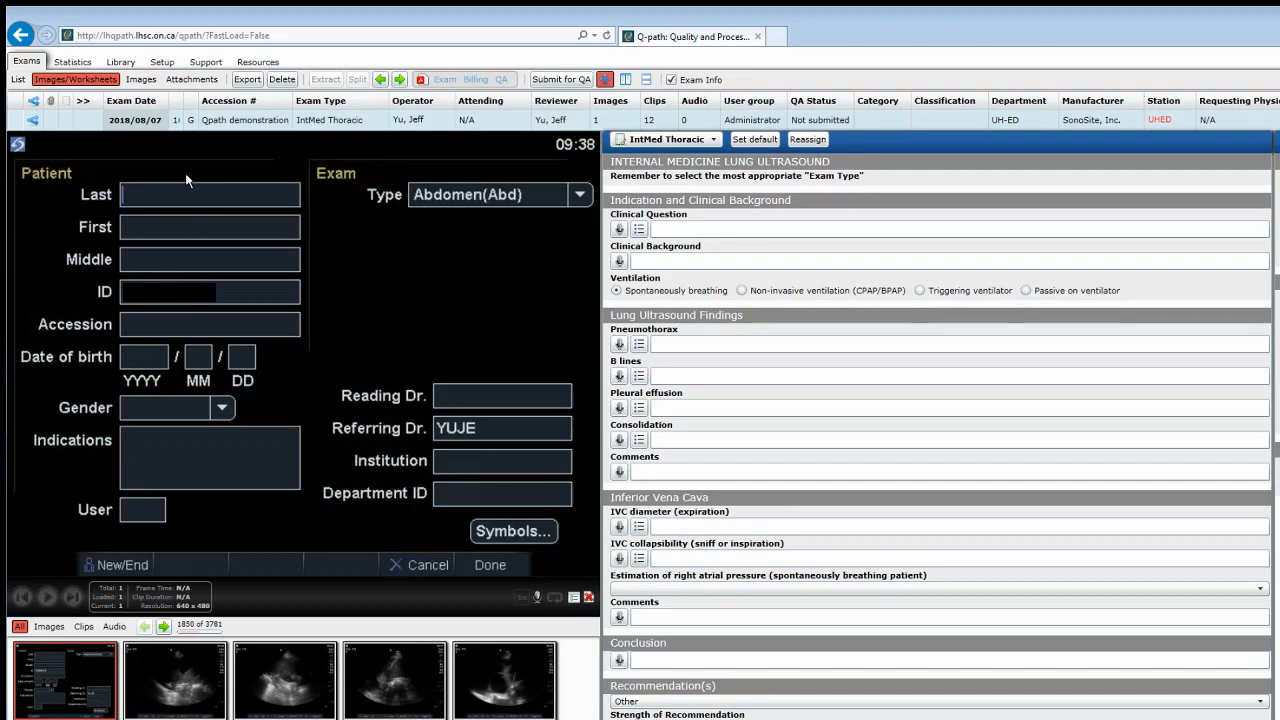 http://lhqpath.lhsc.on.ca/qpath/?FastLoad=False
Q-path: Quality and Proces...
Exams Statistics Library Setup Support Resources
List Images/Worksheets Images Attachments Export Delete Extract Split Exam Billing QA Submit for QA Exam Info
>> Exam Date Accession # Exam Type Operator Attending Reviewer Images Clips Audio User group QA Status Category Classification Department Manufacturer Station Requesting Physi
2018/08/07 G Qpath demonstration IntMed Thoracic Yu, Jeff N/A Yu, Jeff 1 12 0 Administrator Not submitted UH-ED SonoSite, Inc. UHED N/A
09:38
Patient
Last
First
Middle
ID
Accession
Date of birth / /
YYYY MM DD
Gender
Indications
User
Exam
Type Abdomen(Abd)
Reading Dr.
Referring Dr. YUJE
Institution
Department ID
Symbols...
New/End Cancel Done
Total: 1 Frame Time: N/A
Loaded: 1 Clip Duration: N/A
Current: 1 Resolution: 640 x 480
All Images Clips Audio 1850 of 3781
IntMed Thoracic Set default Reassign
INTERNAL MEDICINE LUNG ULTRASOUND
Remember to select the most appropriate "Exam Type"
Indication and Clinical Background
Clinical Question
Clinical Background
Ventilation
Spontaneously breathing Non-invasive ventilation (CPAP/BPAP) Triggering ventilator Passive on ventilator
Lung Ultrasound Findings
Pneumothorax
B lines
Pleural effusion
Consolidation
Comments
Inferior Vena Cava
IVC diameter (expiration)
IVC collapsibility (sniff or inspiration)
Estimation of right atrial pressure (spontaneously breathing patient)
Comments
Conclusion
Recommendation(s)
Other
Strength of Recommendation